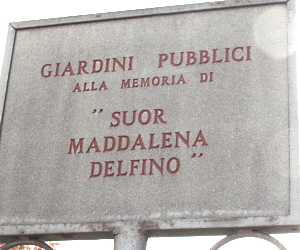 GIARDINI PUBBLICI
ALLA MEMORIA DI
" SUOR
MADDALENA
DELFINO "